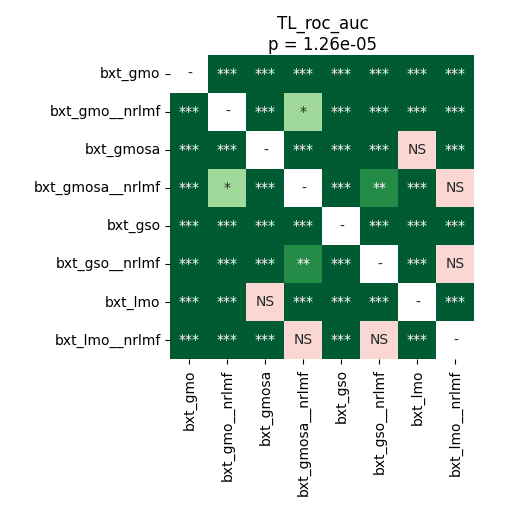 TL_roc_auc
p = 1.26e-05
bxt_gmo - *** *** *** *** *** *** ***
bxt_gmo__nrlmf *** - *** * *** *** *** ***
bxt_gmosa *** *** - *** *** *** NS ***
bxt_gmosa__nrlmf *** * *** - *** ** *** NS
bxt_gso *** *** *** *** - *** *** ***
bxt_gso__nrlmf *** *** *** ** *** - *** NS
bxt_lmo *** *** NS *** *** *** - ***
bxt_lmo__nrlmf *** *** *** NS *** NS *** -
bxt_gmo
bxt_gmo__nrlmf
bxt_gmosa
bxt_gmosa__nrlmf
bxt_gso
bxt_gso__nrlmf
bxt_lmo
bxt_lmo__nrlmf